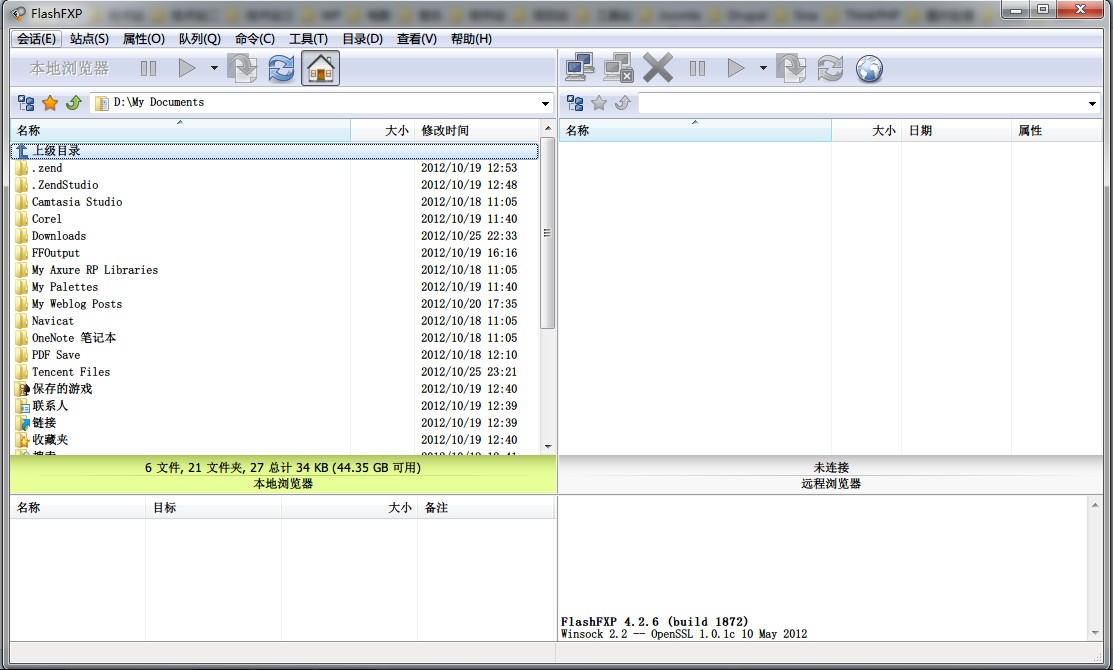 FlashFXP
会话(E) 站点(S) 属性(O) 队列(Q) 命令(C) 工具(T) 目录(D) 查看(V) 帮助(H)
本地浏览器
D:\My Documents
名称 大小 修改时间
名称 大小 日期 属性
上级目录
.zend 2012/10/19 12:53
.ZendStudio 2012/10/19 12:48
Camtasia Studio 2012/10/18 11:05
Corel 2012/10/19 11:40
Downloads 2012/10/25 22:33
FFOutput 2012/10/19 16:16
My Axure RP Libraries 2012/10/18 11:05
My Palettes 2012/10/19 11:40
My Weblog Posts 2012/10/20 17:35
Navicat 2012/10/18 11:05
OneNote 笔记本 2012/10/18 11:05
PDF Save 2012/10/18 12:10
Tencent Files 2012/10/25 23:21
保存的游戏 2012/10/19 12:40
联系人 2012/10/19 12:39
链接 2012/10/19 12:39
收藏夹 2012/10/19 12:40
6 文件, 21 文件夹, 27 总计 34 KB (44.35 GB 可用)
本地浏览器
未连接
远程浏览器
名称 目标 大小 备注
FlashFXP 4.2.6 (build 1872)
Winsock 2.2 -- OpenSSL 1.0.1c 10 May 2012